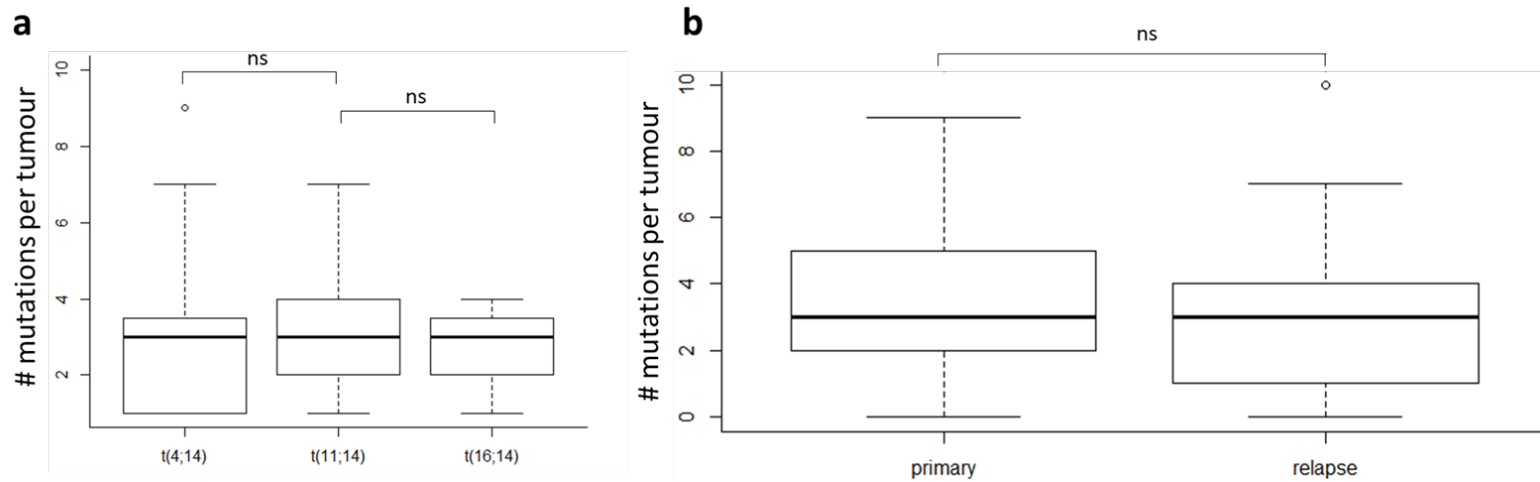 a
# mutations per tumour
10
8
6
4
2
ns
ns
t(4;14)
t(11;14)
t(16;14)
b
# mutations per tumour
10
8
6
4
2
0
ns
primary
relapse